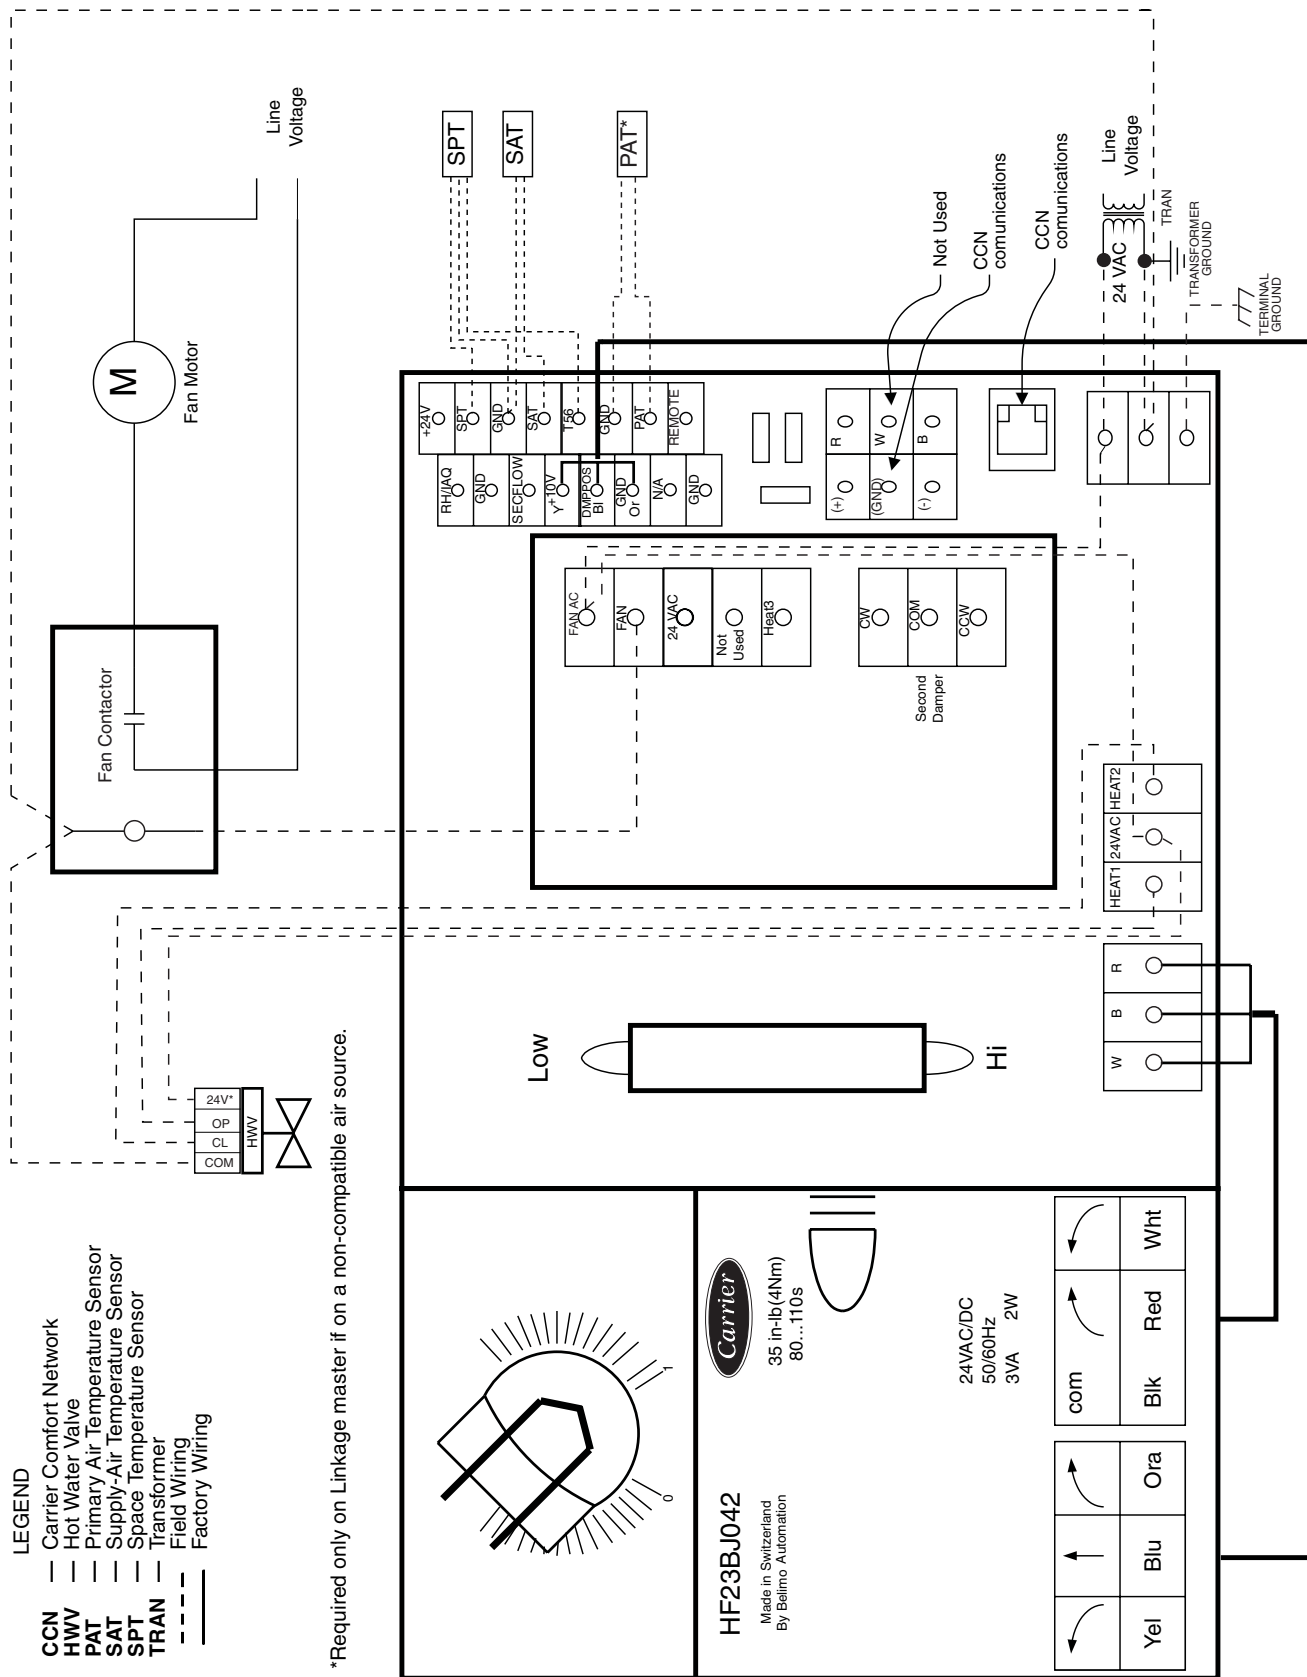 LEGEND
CCN — Carrier Comfort Network
HWV — Hot Water Valve
PAT — Primary Air Temperature Sensor
SAT — Supply-Air Temperature Sensor
SPT — Space Temperature Sensor
TRAN — Transformer
Field Wiring
Factory Wiring
*Required only on Linkage master if on a non-compatible air source.
COM
CL
OP
24V*
HWV
Fan Contactor
M
Fan Motor
Line
Voltage
SPT
SAT
PAT*
+24V
SPT
GND
SAT
T56
GND
PAT
REMOTE
RH/IAQ
GND
SECFLOW
+10V
Y
DMPPOS
Bl
GND
Or
N/A
GND
R
W
B
(+)
(GND)
(-)
Not Used
CCN
comunications
CCN
comunications
Line
Voltage
24 VAC
TRAN
TRANSFORMER
GROUND
TERMINAL
GROUND
FAN AC
FAN
24 VAC
Not
Used
Heat3
CW
COM
CCW
Second
Damper
HEAT1
24VAC
HEAT2
W
B
R
Low
Hi
0
1
Carrier
35 in-lb(4Nm)
80...110s
HF23BJ042
Made in Switzerland
By Belimo Automation
24VAC/DC
50/60Hz
3VA 2W
com
Yel
Blu
Ora
Blk
Red
Wht